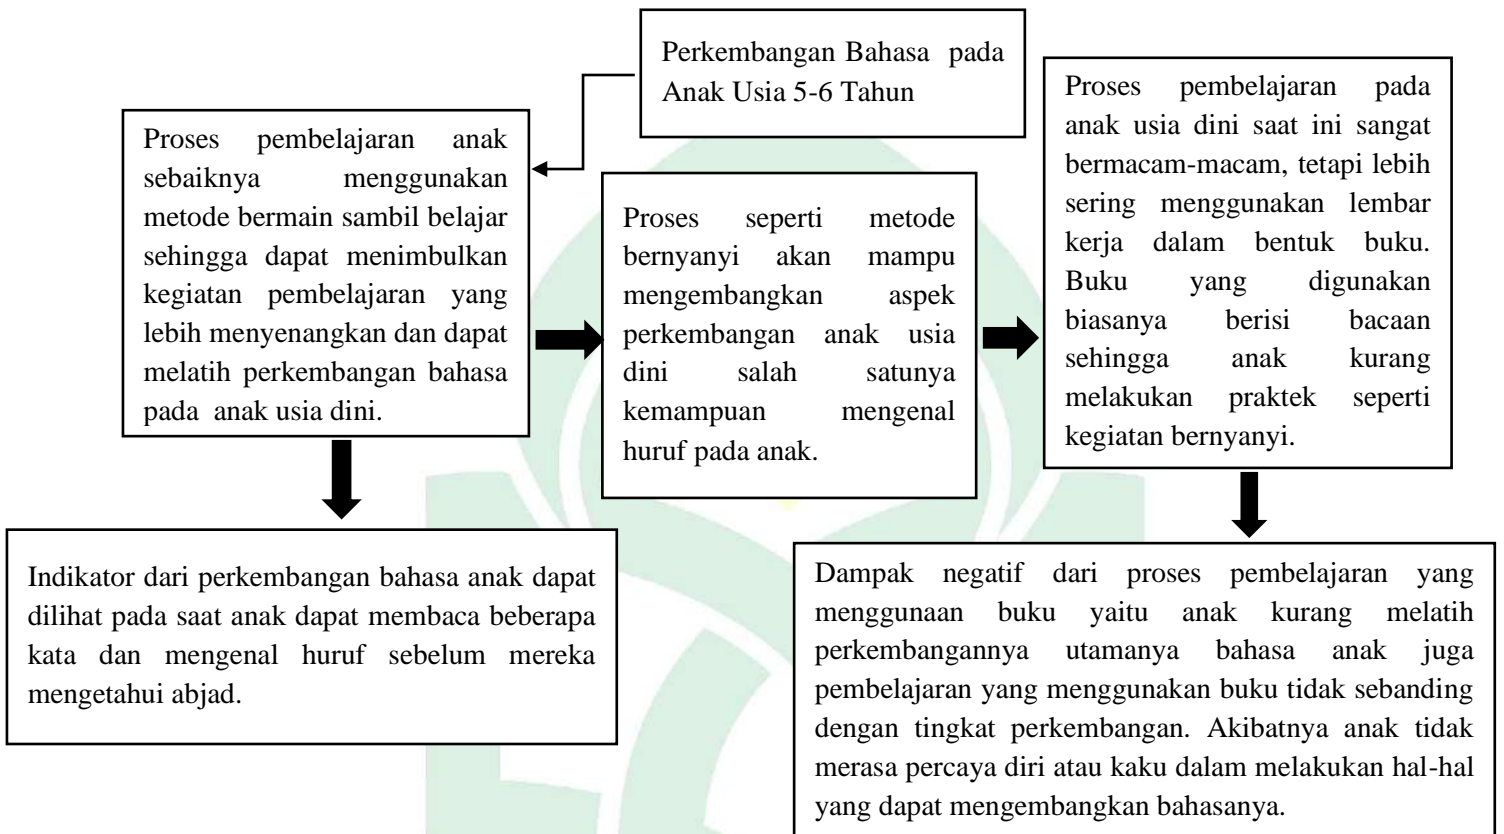 Perkembangan Bahasa pada
Anak Usia 5-6 Tahun
Proses pembelajaran anak
sebaiknya menggunakan
metode bermain sambil belajar
sehingga dapat menimbulkan
kegiatan pembelajaran yang
lebih menyenangkan dan dapat
melatih perkembangan bahasa
pada anak usia dini.
Proses seperti metode
bernyanyi akan mampu
mengembangkan aspek
perkembangan anak usia
dini salah satunya
kemampuan mengenal
huruf pada anak.
Proses pembelajaran pada
anak usia dini saat ini sangat
bermacam-macam, tetapi lebih
sering menggunakan lembar
kerja dalam bentuk buku.
Buku yang digunakan
biasanya berisi bacaan
sehingga anak kurang
melakukan praktek seperti
kegiatan bernyanyi.
Indikator dari perkembangan bahasa anak dapat
dilihat pada saat anak dapat membaca beberapa
kata dan mengenal huruf sebelum mereka
mengetahui abjad.
Dampak negatif dari proses pembelajaran yang
menggunaan buku yaitu anak kurang melatih
perkembangannya utamanya bahasa anak juga
pembelajaran yang menggunakan buku tidak sebanding
dengan tingkat perkembangan. Akibatnya anak tidak
merasa percaya diri atau kaku dalam melakukan hal-hal
yang dapat mengembangkan bahasanya.